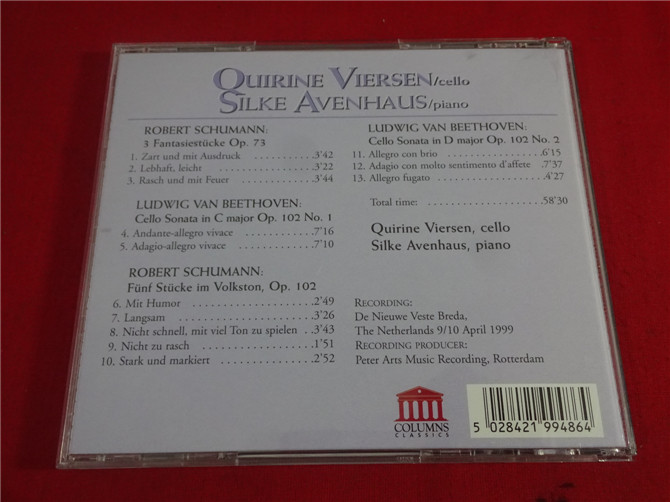 QUIRINE VIERSEN/cello
SILKE AVENHAUS/piano
ROBERT SCHUMANN:
3 Fantasiestücke Op. 73
1. Zart und mit Ausdruck ..........3'42
2. Lebhaft, leicht ..........3'22
3. Rasch und mit Feuer ..........3'44
LUDWIG VAN BEETHOVEN:
Cello Sonata in C major Op. 102 No. 1
4. Andante-allegro vivace ..........7'16
5. Adagio-allegro vivace ..........7'10
ROBERT SCHUMANN:
Fünf Stücke im Volkston, Op. 102
6. Mit Humor ..........2'49
7. Langsam ..........3'26
8. Nicht schnell, mit viel Ton zu spielen ..3'43
9. Nicht zu rasch ..........1'51
10. Stark und markiert ..........2'52
LUDWIG VAN BEETHOVEN:
Cello Sonata in D major Op. 102 No. 2
11. Allegro con brio ..........6'15
12. Adagio con molto sentimento d'affete .7'37
13. Allegro fugato ..........4'27
Total time: ..........58'30
Quirine Viersen, cello
Silke Avenhaus, piano
RECORDING:
De Nieuwe Veste Breda,
The Netherlands 9/10 April 1999
RECORDING PRODUCER:
Peter Arts Music Recording, Rotterdam
COLUMNS
CLASSICS
5 028421 994864